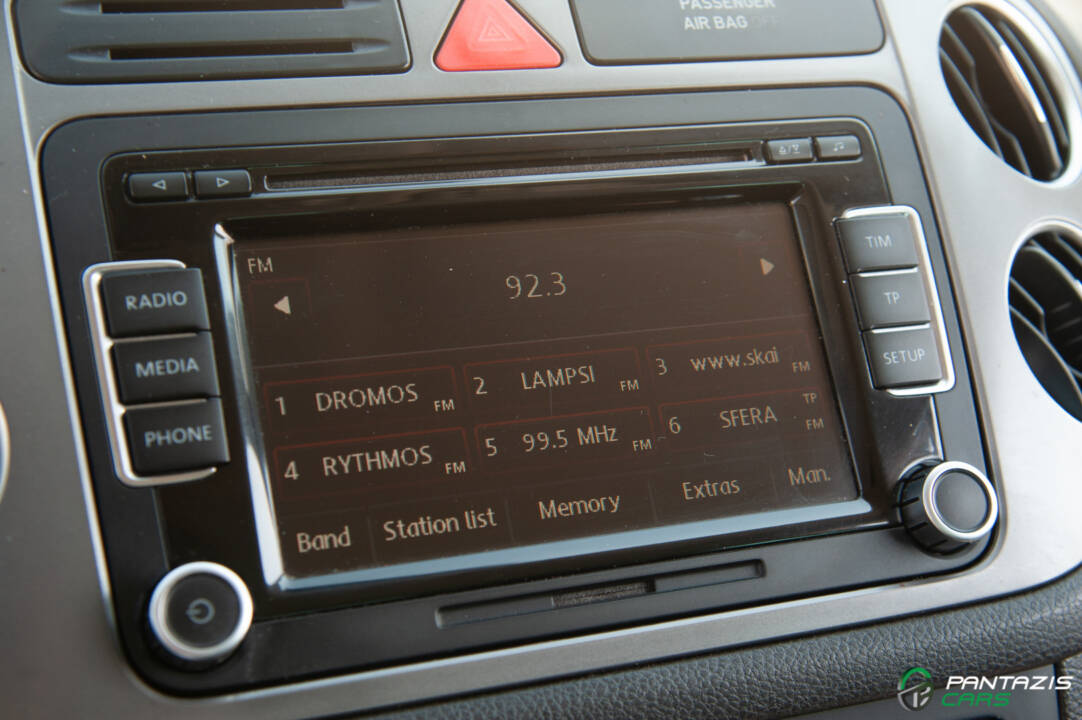 PASSENGER
AIR BAG OFF
FM
92.3
RADIO
MEDIA
PHONE
TIM
TP
SETUP
1 DROMOS FM
2 LAMPSI FM
3 www.skai FM
4 RYTHMOS FM
5 99.5 MHz FM
6 SFERA TP FM
Band
Station list
Memory
Extras
Man.
PANTAZIS
CARS